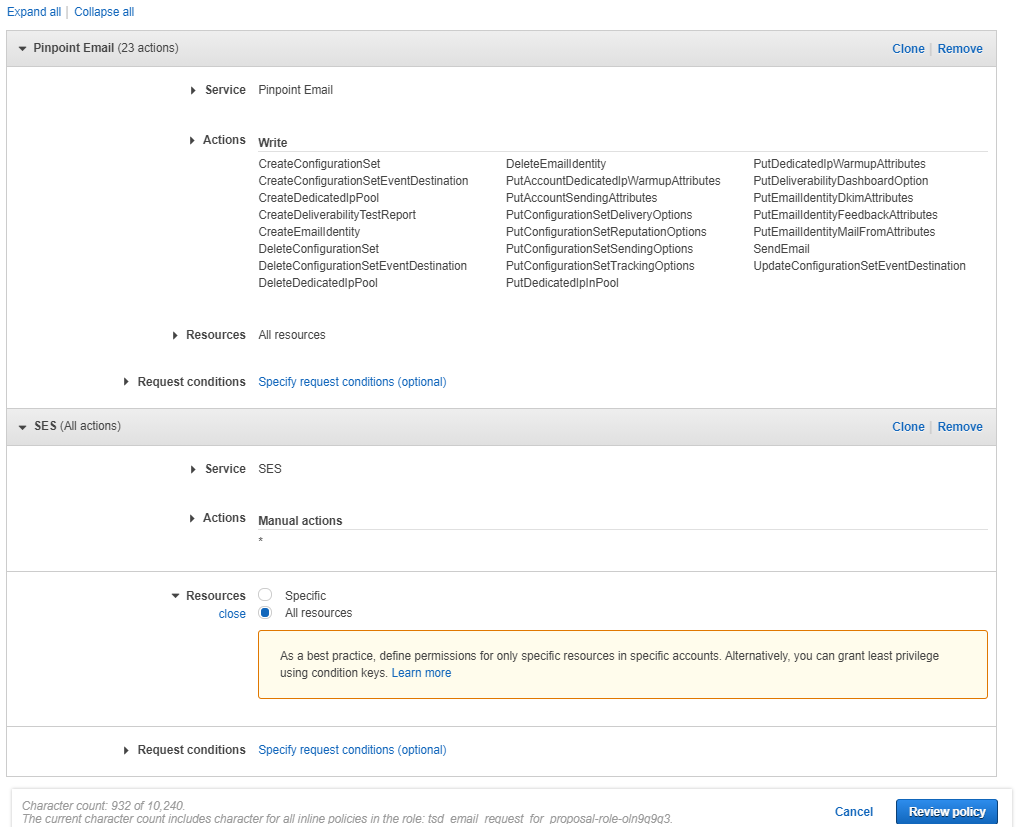 Expand all | Collapse all
Pinpoint Email (23 actions) Clone | Remove
Service Pinpoint Email
Actions Write
CreateConfigurationSet DeleteEmailIdentity PutDedicatedIpWarmupAttributes
CreateConfigurationSetEventDestination PutAccountDedicatedIpWarmupAttributes PutDeliverabilityDashboardOption
CreateDedicatedIpPool PutAccountSendingAttributes PutEmailIdentityDkimAttributes
CreateDeliverabilityTestReport PutConfigurationSetDeliveryOptions PutEmailIdentityFeedbackAttributes
CreateEmailIdentity PutConfigurationSetReputationOptions PutEmailIdentityMailFromAttributes
DeleteConfigurationSet PutConfigurationSetSendingOptions SendEmail
DeleteConfigurationSetEventDestination PutConfigurationSetTrackingOptions UpdateConfigurationSetEventDestination
DeleteDedicatedIpPool PutDedicatedIpInPool
Resources All resources
Request conditions Specify request conditions (optional)
SES (All actions) Clone | Remove
Service SES
Actions Manual actions
*
Resources Specific
close All resources
As a best practice, define permissions for only specific resources in specific accounts. Alternatively, you can grant least privilege
using condition keys. Learn more
Request conditions Specify request conditions (optional)
Character count: 932 of 10,240.
The current character count includes character for all inline policies in the role: tsd_email_request_for_proposal-role-oln9q9q3.
Cancel Review policy